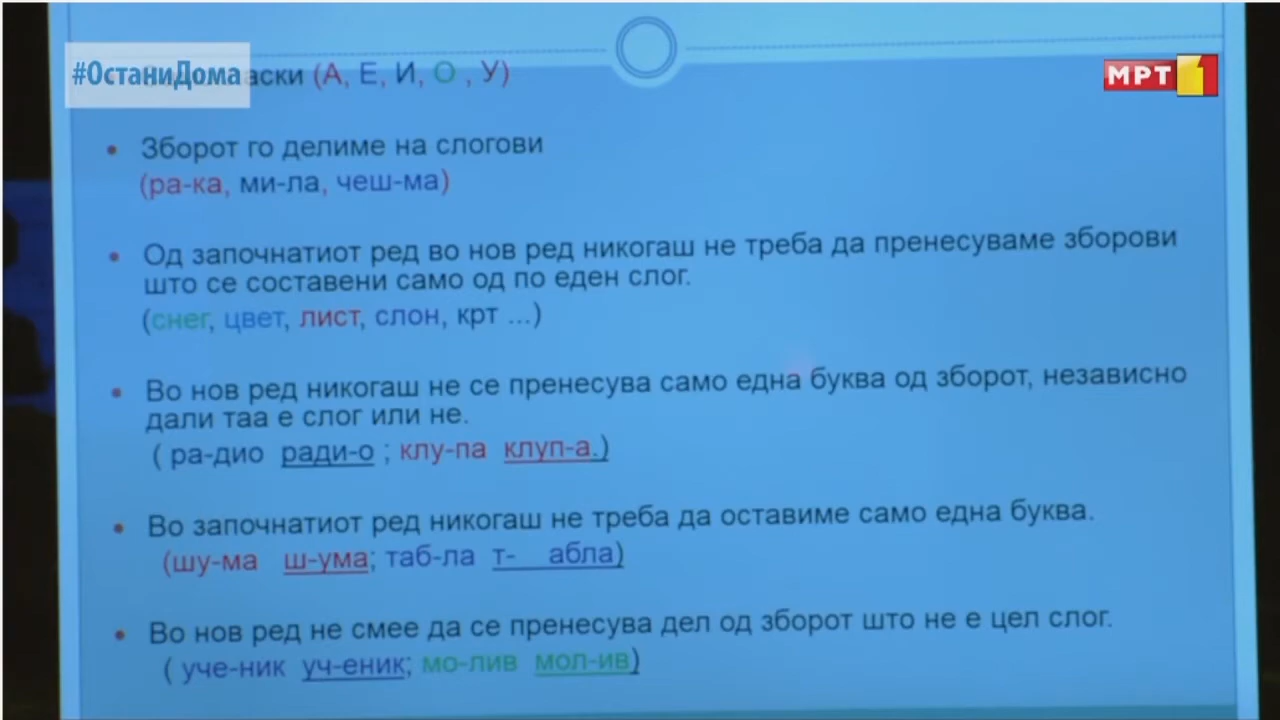 #ОстаниДома
(А, Е, И, О , У)
МРТ 1
• Зборот го делиме на слогови
(ра-ка, ми-ла, чеш-ма)
• Од започнатиот ред во нов ред никогаш не треба да пренесуваме зборови
што се составени само од по еден слог.
(снег, цвет, лист, слон, крт ...)
• Во нов ред никогаш не се пренесува само една буква од зборот, независно
дали таа е слог или не.
( ра-дио ради-о ; клу-па клуп-а.)
• Во започнатиот ред никогаш не треба да оставиме само една буква.
(шу-ма ш-ума; таб-ла т- абла)
• Во нов ред не смее да се пренесува дел од зборот што не е цел слог.
( уче-ник уч-еник; мо-лив мол-ив)